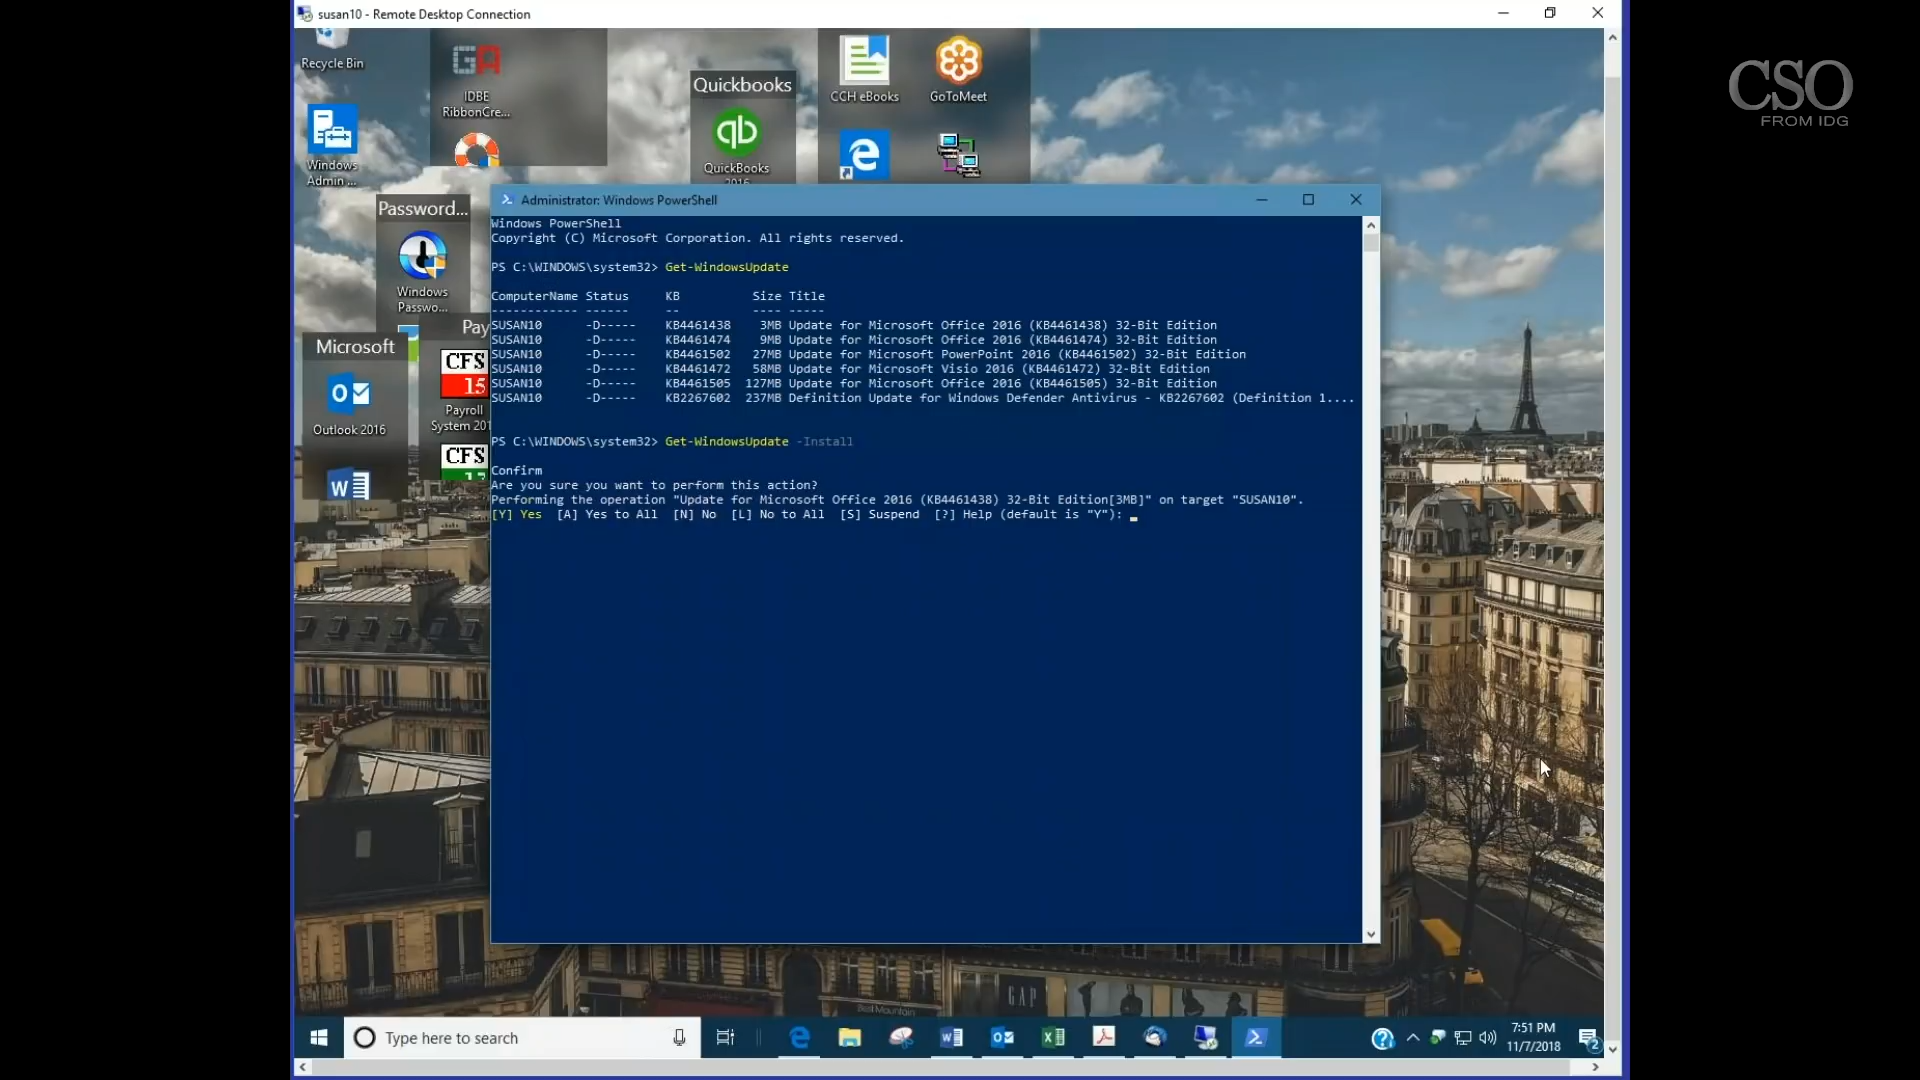 susan10 - Remote Desktop Connection
CSO
FROM IDG
Recycle Bin
IDBE
RibbonCre...
Quickbooks
QuickBooks
2016
CCH eBooks
GoToMeet
Windows
Admin ...
Password...
Windows
Passwo...
Pay
Microsoft
CFS
15
Payroll
System 201
CFS
Outlook 2016
Administrator: Windows PowerShell
Windows PowerShell
Copyright (C) Microsoft Corporation. All rights reserved.
PS C:\WINDOWS\system32> Get-WindowsUpdate
ComputerName Status KB Size Title
------------ ------ -- ---- -----
SUSAN10 -D----- KB4461438 3MB Update for Microsoft Office 2016 (KB4461438) 32-Bit Edition
SUSAN10 -D----- KB4461474 9MB Update for Microsoft Office 2016 (KB4461474) 32-Bit Edition
SUSAN10 -D----- KB4461502 27MB Update for Microsoft PowerPoint 2016 (KB4461502) 32-Bit Edition
SUSAN10 -D----- KB4461472 58MB Update for Microsoft Visio 2016 (KB4461472) 32-Bit Edition
SUSAN10 -D----- KB4461505 127MB Update for Microsoft Office 2016 (KB4461505) 32-Bit Edition
SUSAN10 -D----- KB2267602 237MB Definition Update for Windows Defender Antivirus - KB2267602 (Definition 1....
PS C:\WINDOWS\system32> Get-WindowsUpdate -Install
Confirm
Are you sure you want to perform this action?
Performing the operation "Update for Microsoft Office 2016 (KB4461438) 32-Bit Edition[3MB]" on target "SUSAN10".
[Y] Yes [A] Yes to All [N] No [L] No to All [S] Suspend [?] Help (default is "Y"):
GAP
Type here to search
7:51 PM
11/7/2018
2